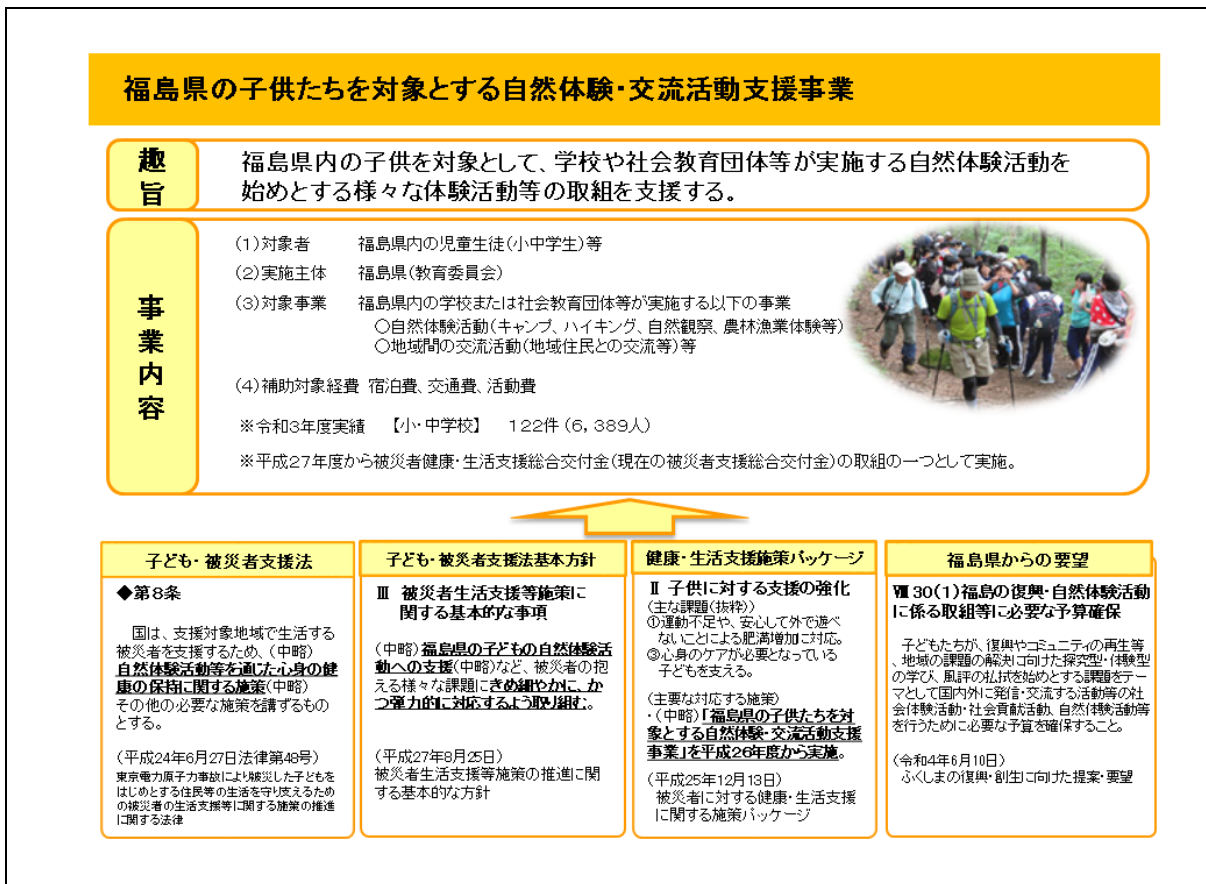 福島県の子供たちを対象とする自然体験・交流活動支援事業
趣旨
福島県内の子供を対象として、学校や社会教育団体等が実施する自然体験活動を
始めとする様々な体験活動等の取組を支援する。
事業内容
(1)対象者 福島県内の児童生徒(小中学生)等
(2)実施主体 福島県(教育委員会)
(3)対象事業 福島県内の学校または社会教育団体等が実施する以下の事業
○自然体験活動(キャンプ、ハイキング、自然観察、農林漁業体験等)
○地域間の交流活動(地域住民との交流等)等
(4)補助対象経費 宿泊費、交通費、活動費
※令和3年度実績 【小・中学校】 122件(6,389人)
※平成27年度から被災者健康・生活支援総合交付金(現在の被災者支援総合交付金)の取組の一つとして実施。
子ども・被災者支援法
◆第8条
国は、支援対象地域で生活する
被災者を支援するため、(中略)
自然体験活動等を通じた心身の健
康の保持に関する施策(中略)
その他の必要な施策を講ずるもの
とする。
(平成24年6月27日法律第48号)
東京電力原子力事故により被災した子どもを
はじめとする住民等の生活を守り支えるため
の被災者の生活支援等に関する施策の推進
に関する法律
子ども・被災者支援法基本方針
Ⅲ 被災者生活支援等施策に
関する基本的な事項
(中略)福島県の子どもの自然体験活
動への支援(中略)など、被災者の抱
える様々な課題にきめ細やかに、か
つ弾力的に対応するよう取り組む。
(平成27年8月25日)
被災者生活支援等施策の推進に関
する基本的な方針
健康・生活支援施策パッケージ
Ⅱ 子供に対する支援の強化
(主な課題(抜粋))
①運動不足や、安心して外で遊べ
ないことによる肥満増加に対応。
③心身のケアが必要となっている
子どもを支える。
(主要な対応する施策)
・(中略)「福島県の子供たちを対
象とする自然体験・交流活動支援
事業」を平成26年度から実施。
(平成25年12月13日)
被災者に対する健康・生活支援
に関する施策パッケージ
福島県からの要望
Ⅷ 30(1)福島の復興・自然体験活動
に係る取組等に必要な予算確保
子どもたちが、復興やコミュニティの再生等
、地域の課題の解決に向けた探究型・体験型
の学び、風評の払拭を始めとする課題をテー
マとして国内外に発信・交流する活動等の社
会体験活動・社会貢献活動、自然体験活動等
を行うために必要な予算を確保すること。
(令和4年6月10日)
ふくしまの復興・創生に向けた提案・要望